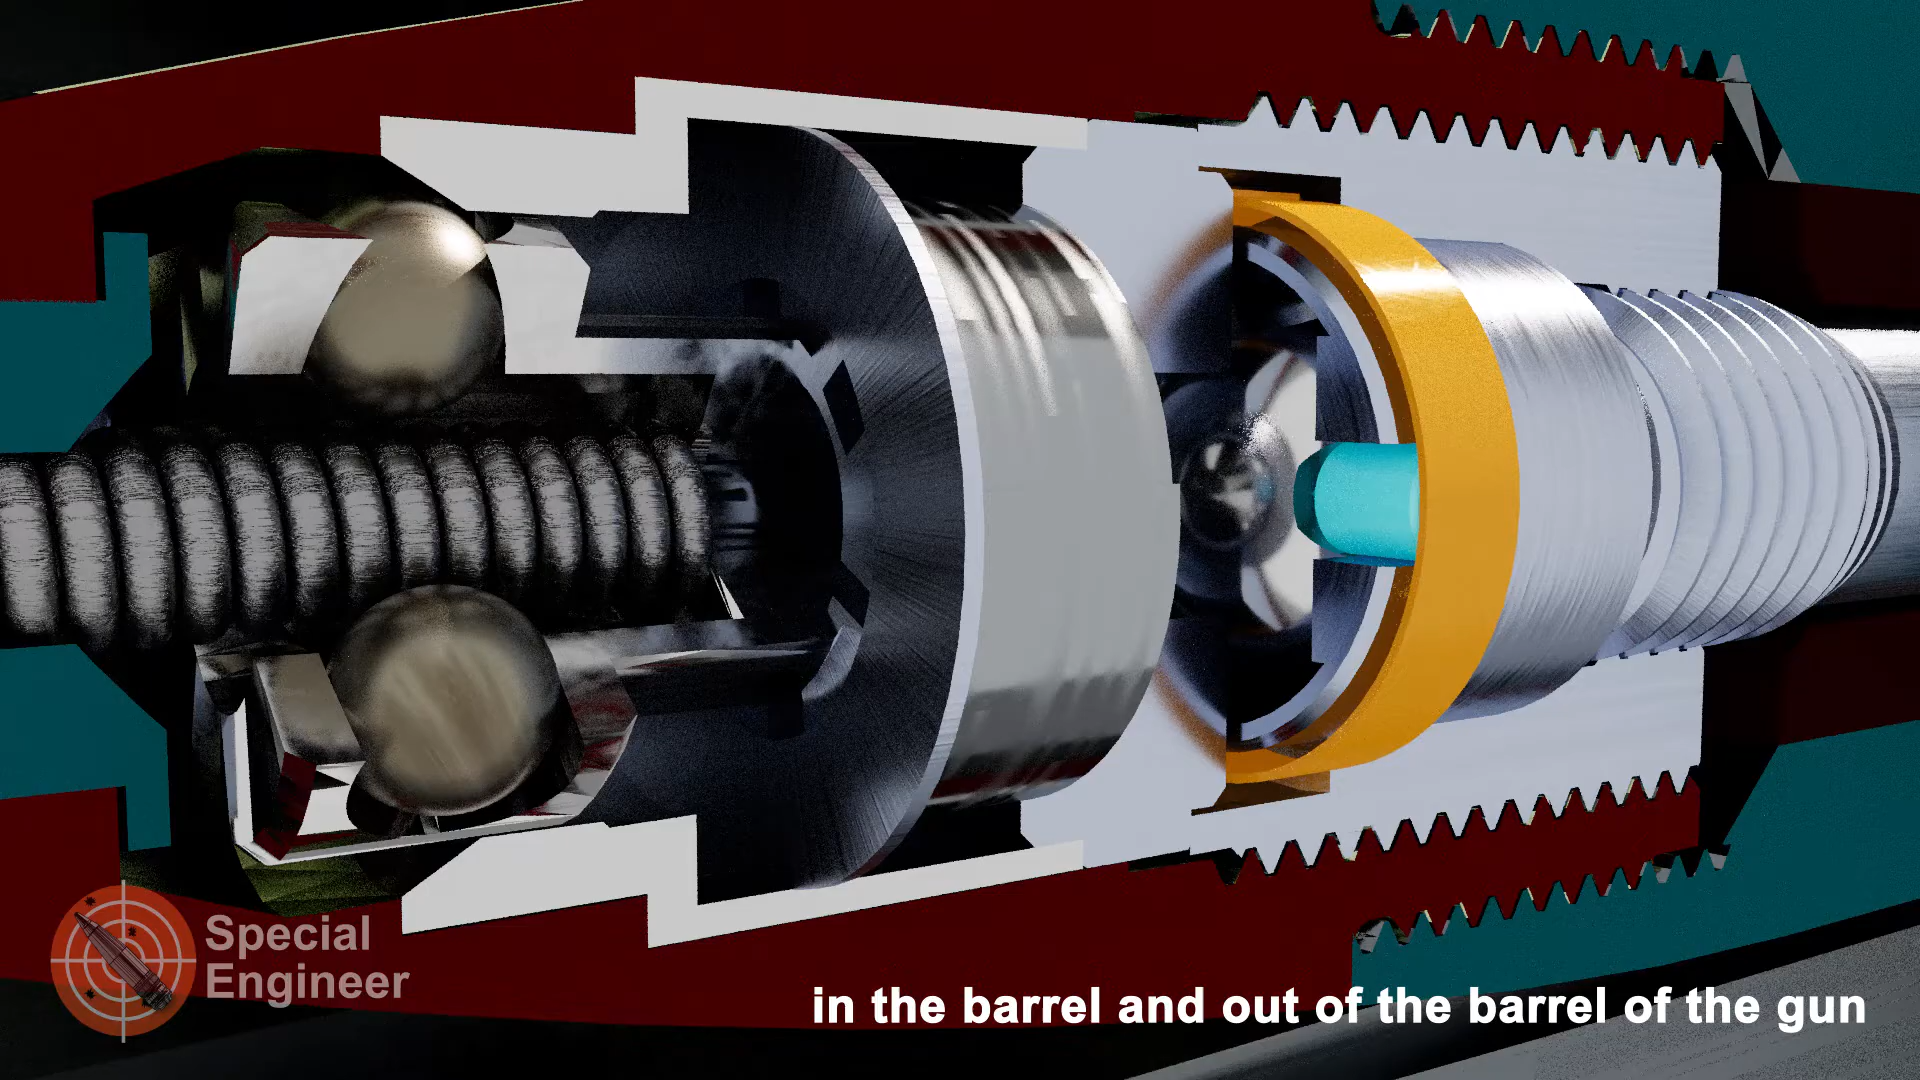 Special
Engineer
in the barrel and out of the barrel of the gun